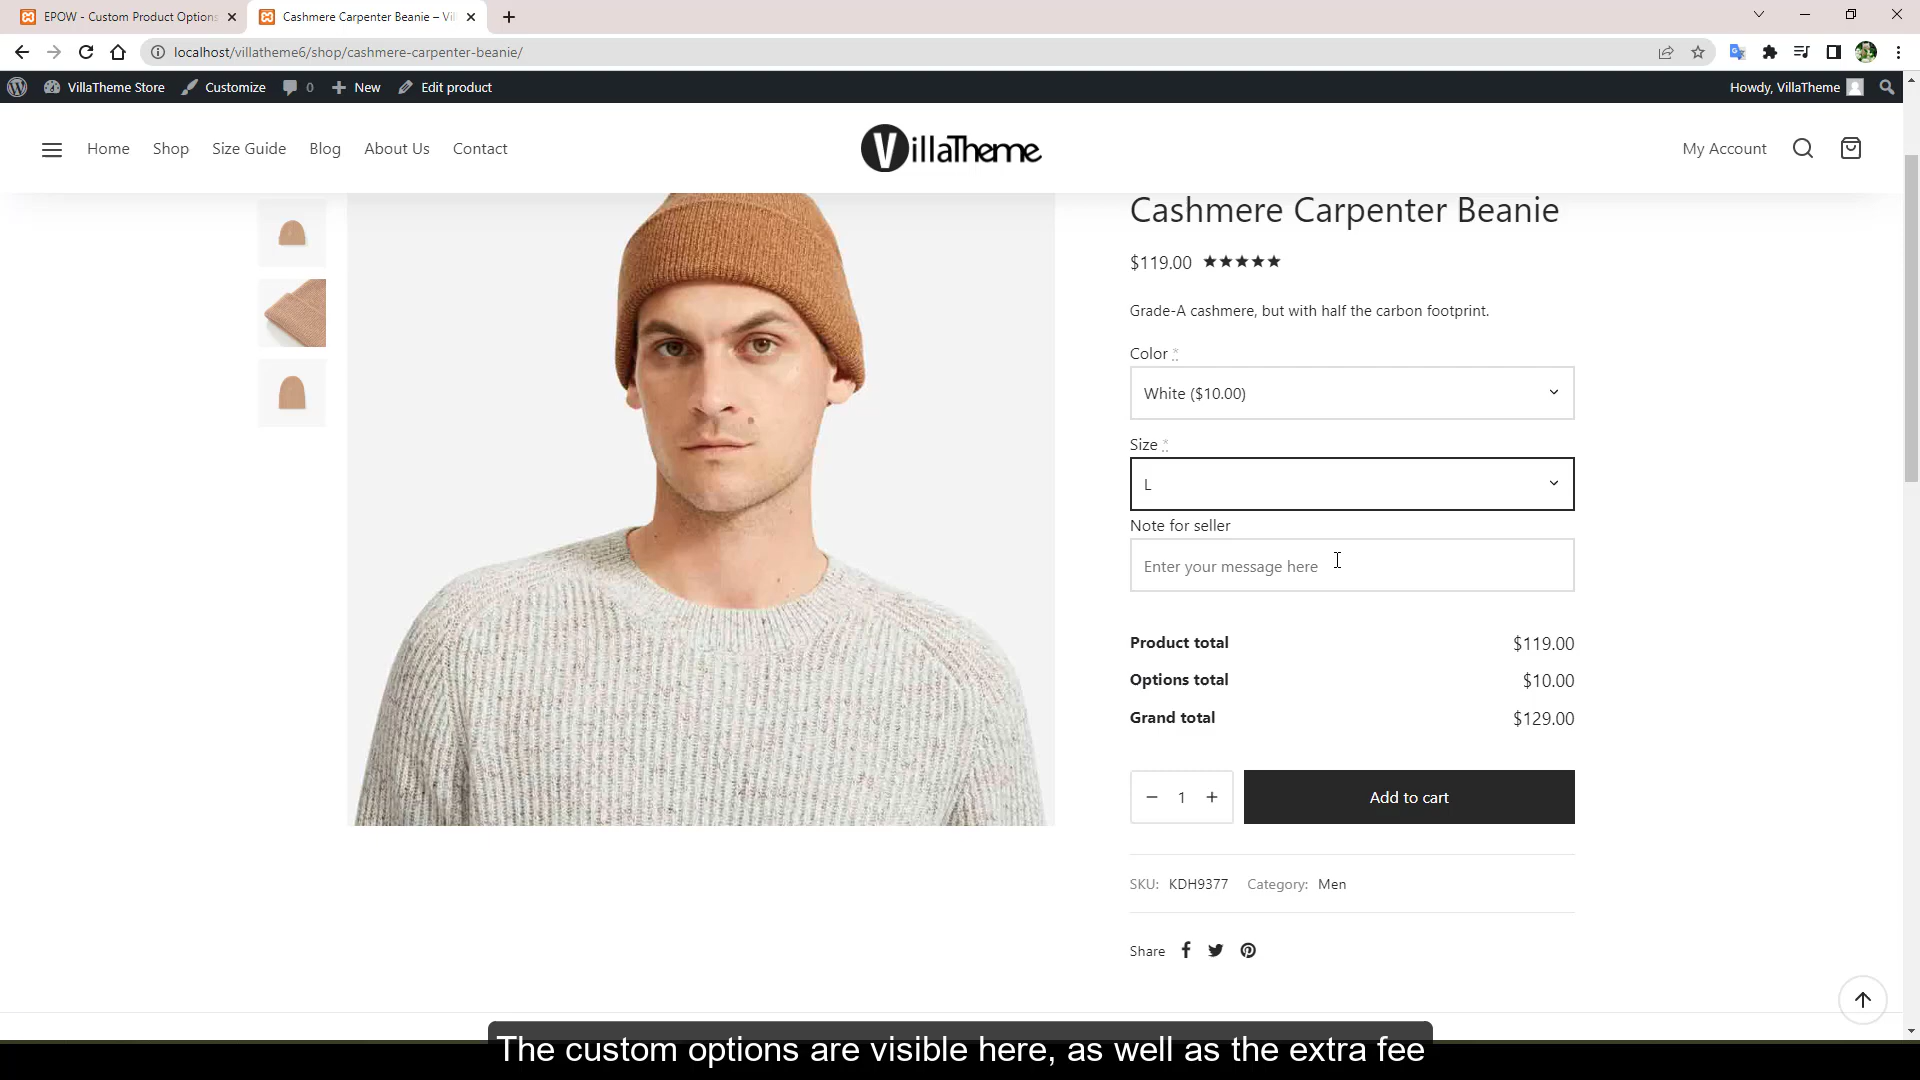 EPOW - Custom Product Options
Cashmere Carpenter Beanie – Vil
localhost/villatheme6/shop/cashmere-carpenter-beanie/
VillaTheme Store
Customize
0
New
Edit product
Howdy, VillaTheme
Home
Shop
Size Guide
Blog
About Us
Contact
VillaTheme
My Account
Cashmere Carpenter Beanie
$119.00 ★★★★★
Grade-A cashmere, but with half the carbon footprint.
Color *
White ($10.00)
Size *
L
Note for seller
Enter your message here
Product total $119.00
Options total $10.00
Grand total $129.00
− 1 +
Add to cart
SKU: KDH9377 Category: Men
Share
The custom options are visible here, as well as the extra fee